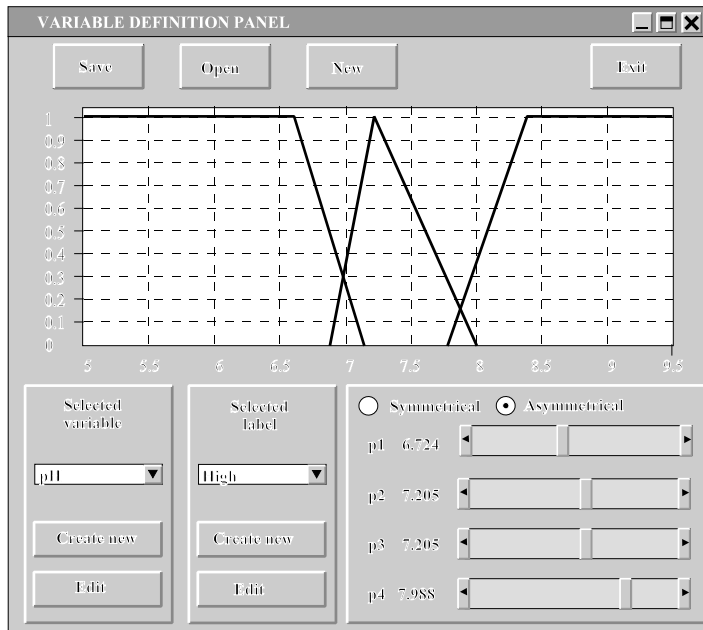 VARIABLE DEFINITION PANEL
Save Open New Exit
1
0.9
0.8
0.7
0.6
0.5
0.4
0.3
0.2
0.1
0
5 5.5 6 6.5 7 7.5 8 8.5 9 9.5
Selected
variable
pH
Create new
Edit
Selected
label
High
Create new
Edit
Symmetrical Asymmetrical
p1 6.724
p2 7.205
p3 7.205
p4 7.988